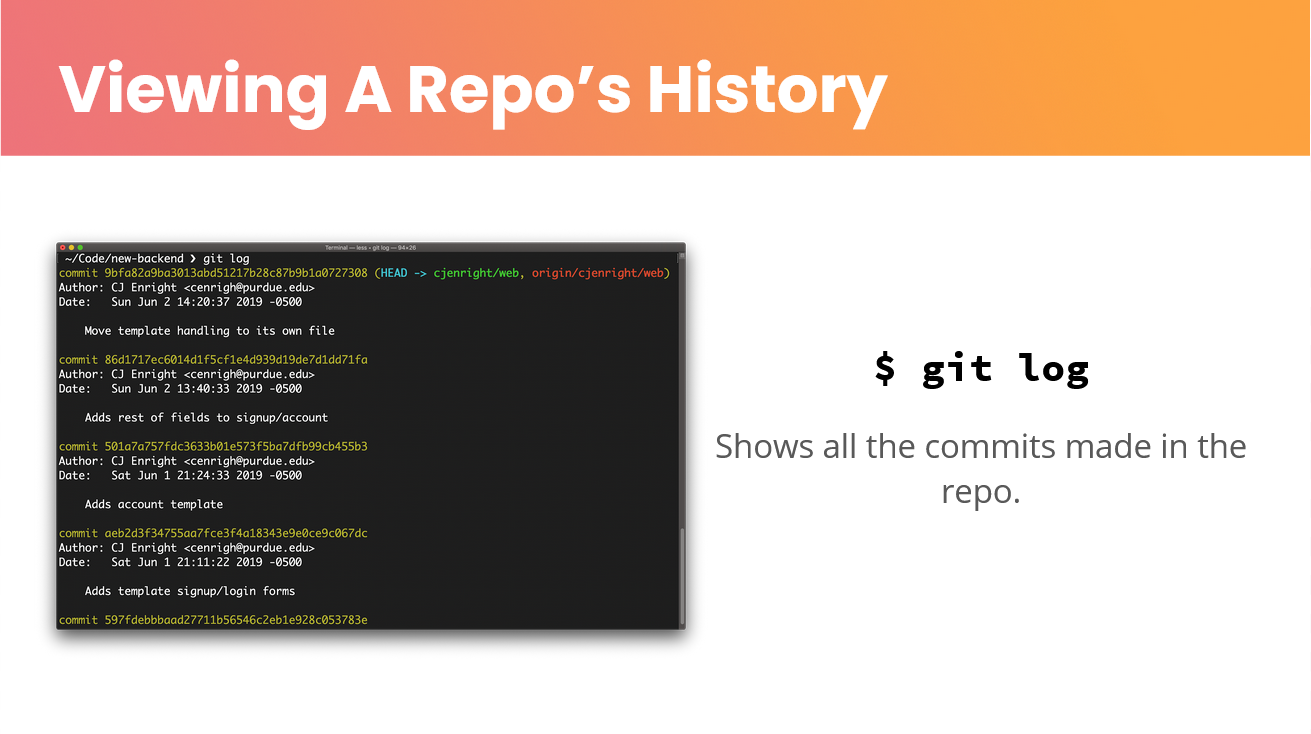 Viewing A Repo’s History
Terminal — less ‹ git log — 94×26
~/Code/new-backend ❯ git log
commit 9bfa82a9ba3013abd51217b28c87b9b1a0727308 (HEAD -> cjenright/web, origin/cjenright/web)
Author: CJ Enright <cenrigh@purdue.edu>
Date:   Sun Jun 2 14:20:37 2019 -0500
Move template handling to its own file
commit 86d1717ec6014d1f5cf1e4d939d19de7d1dd71fa
Author: CJ Enright <cenrigh@purdue.edu>
Date:   Sun Jun 2 13:40:33 2019 -0500
Adds rest of fields to signup/account
commit 501a7a757fdc3633b01e573f5ba7dfb99cb455b3
Author: CJ Enright <cenrigh@purdue.edu>
Date:   Sat Jun 1 21:24:33 2019 -0500
Adds account template
commit aeb2d3f34755aa7fce3f4a18343e9e0ce9c067dc
Author: CJ Enright <cenrigh@purdue.edu>
Date:   Sat Jun 1 21:11:22 2019 -0500
Adds template signup/login forms
commit 597fdebbbaad27711b56546c2eb1e928c053783e
$ git log
Shows all the commits made in the
repo.